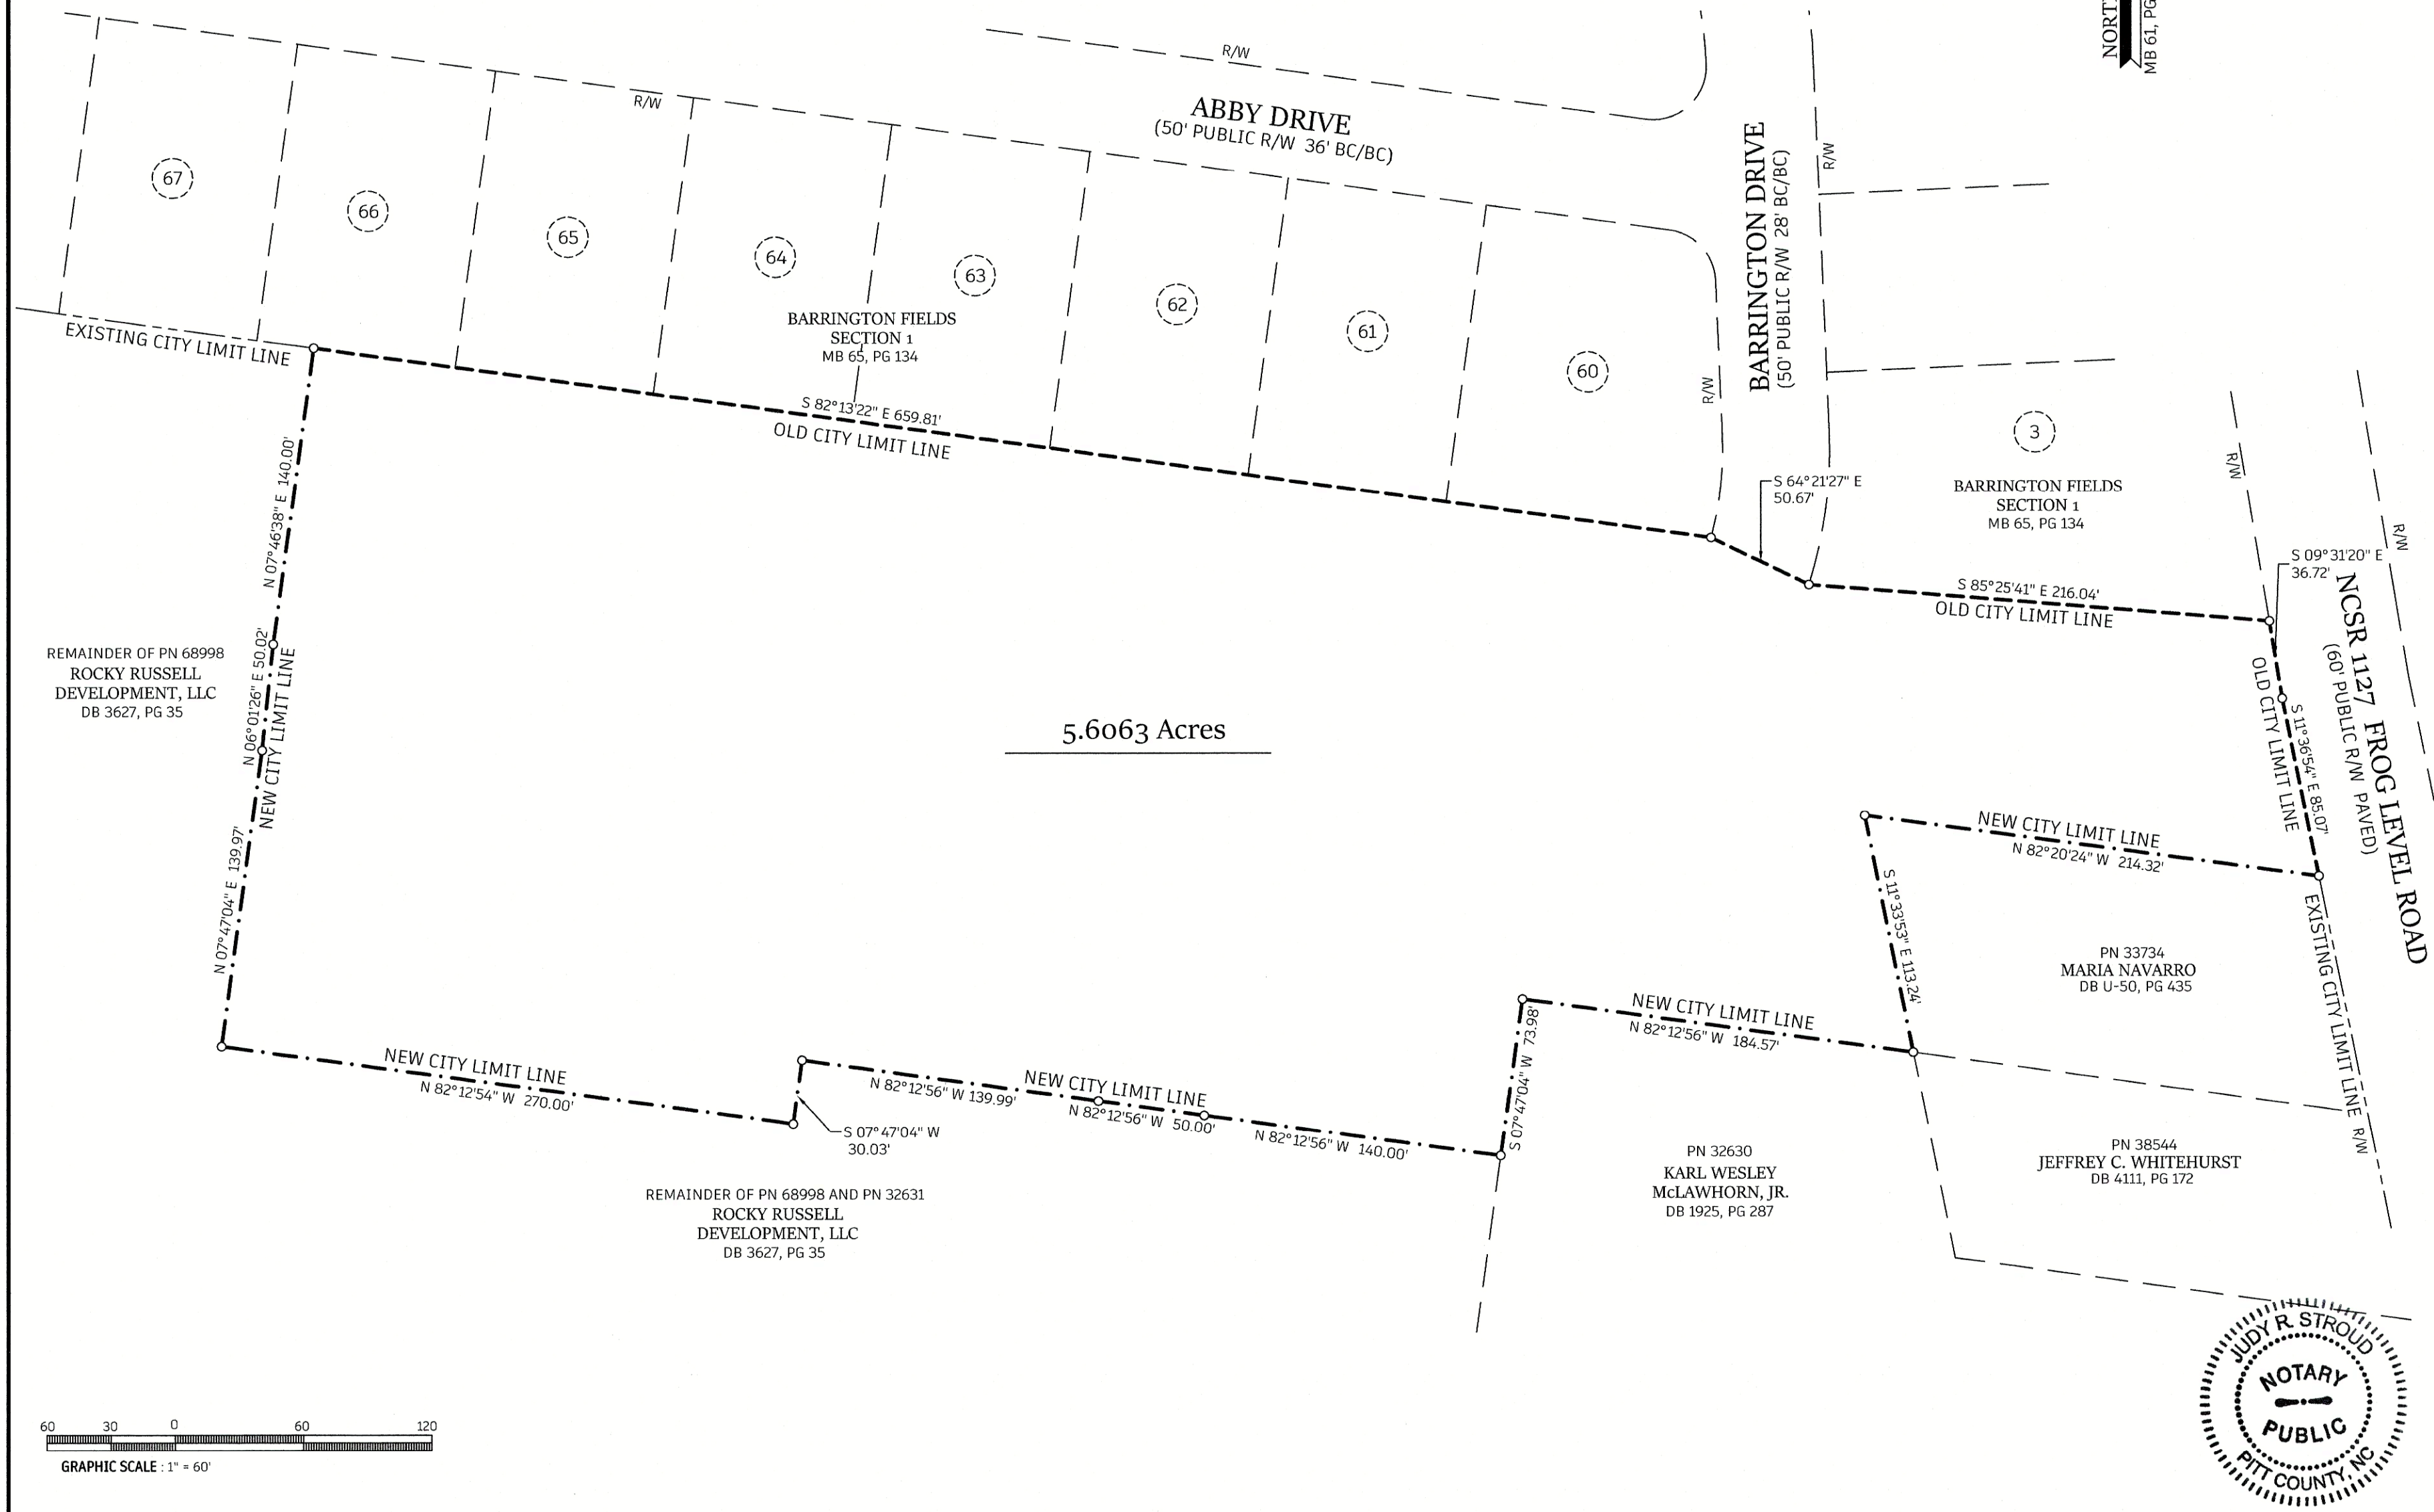 NORT
MB 61, PG
R/W
ABBY DRIVE
(50' PUBLIC R/W 36' BC/BC)
R/W
BARRINGTON DRIVE
(50' PUBLIC R/W 28' BC/BC)
R/W
R/W
67
66
65
64
63
62
61
60
3
BARRINGTON FIELDS
SECTION 1
MB 65, PG 134
EXISTING CITY LIMIT LINE
S 82°13'22" E 659.81'
OLD CITY LIMIT LINE
S 64°21'27" E
50.67'
BARRINGTON FIELDS
SECTION 1
MB 65, PG 134
R/W
R/W
S 85°25'41" E 216.04'
OLD CITY LIMIT LINE
S 09°31'20" E
36.72'
NCSR 1127 FROG LEVEL ROAD
(60' PUBLIC R/W PAVED)
OLD CITY LIMIT LINE
S 11°36'54" E 85.07'
N 07°46'38" E 140.00'
N 06°01'26" E 50.02'
NEW CITY LIMIT LINE
N 07°47'04" E 139.97'
REMAINDER OF PN 68998
ROCKY RUSSELL
DEVELOPMENT, LLC
DB 3627, PG 35
5.6063 Acres
NEW CITY LIMIT LINE
N 82°20'24" W 214.32'
S 11°33'53" E 113.24'
PN 33734
MARIA NAVARRO
DB U-50, PG 435
EXISTING CITY LIMIT LINE
R/W
NEW CITY LIMIT LINE
N 82°12'56" W 184.57'
S 07°47'04" W 73.98'
NEW CITY LIMIT LINE
N 82°12'54" W 270.00'
S 07°47'04" W
30.03'
NEW CITY LIMIT LINE
N 82°12'56" W 139.99'
N 82°12'56" W 50.00'
N 82°12'56" W 140.00'
REMAINDER OF PN 68998 AND PN 32631
ROCKY RUSSELL
DEVELOPMENT, LLC
DB 3627, PG 35
PN 32630
KARL WESLEY
McLAWHORN, JR.
DB 1925, PG 287
PN 38544
JEFFREY C. WHITEHURST
DB 4111, PG 172
JUDY R. STROUD
NOTARY
PUBLIC
PITT COUNTY, NC
60 30 0 60 120
GRAPHIC SCALE : 1" = 60'